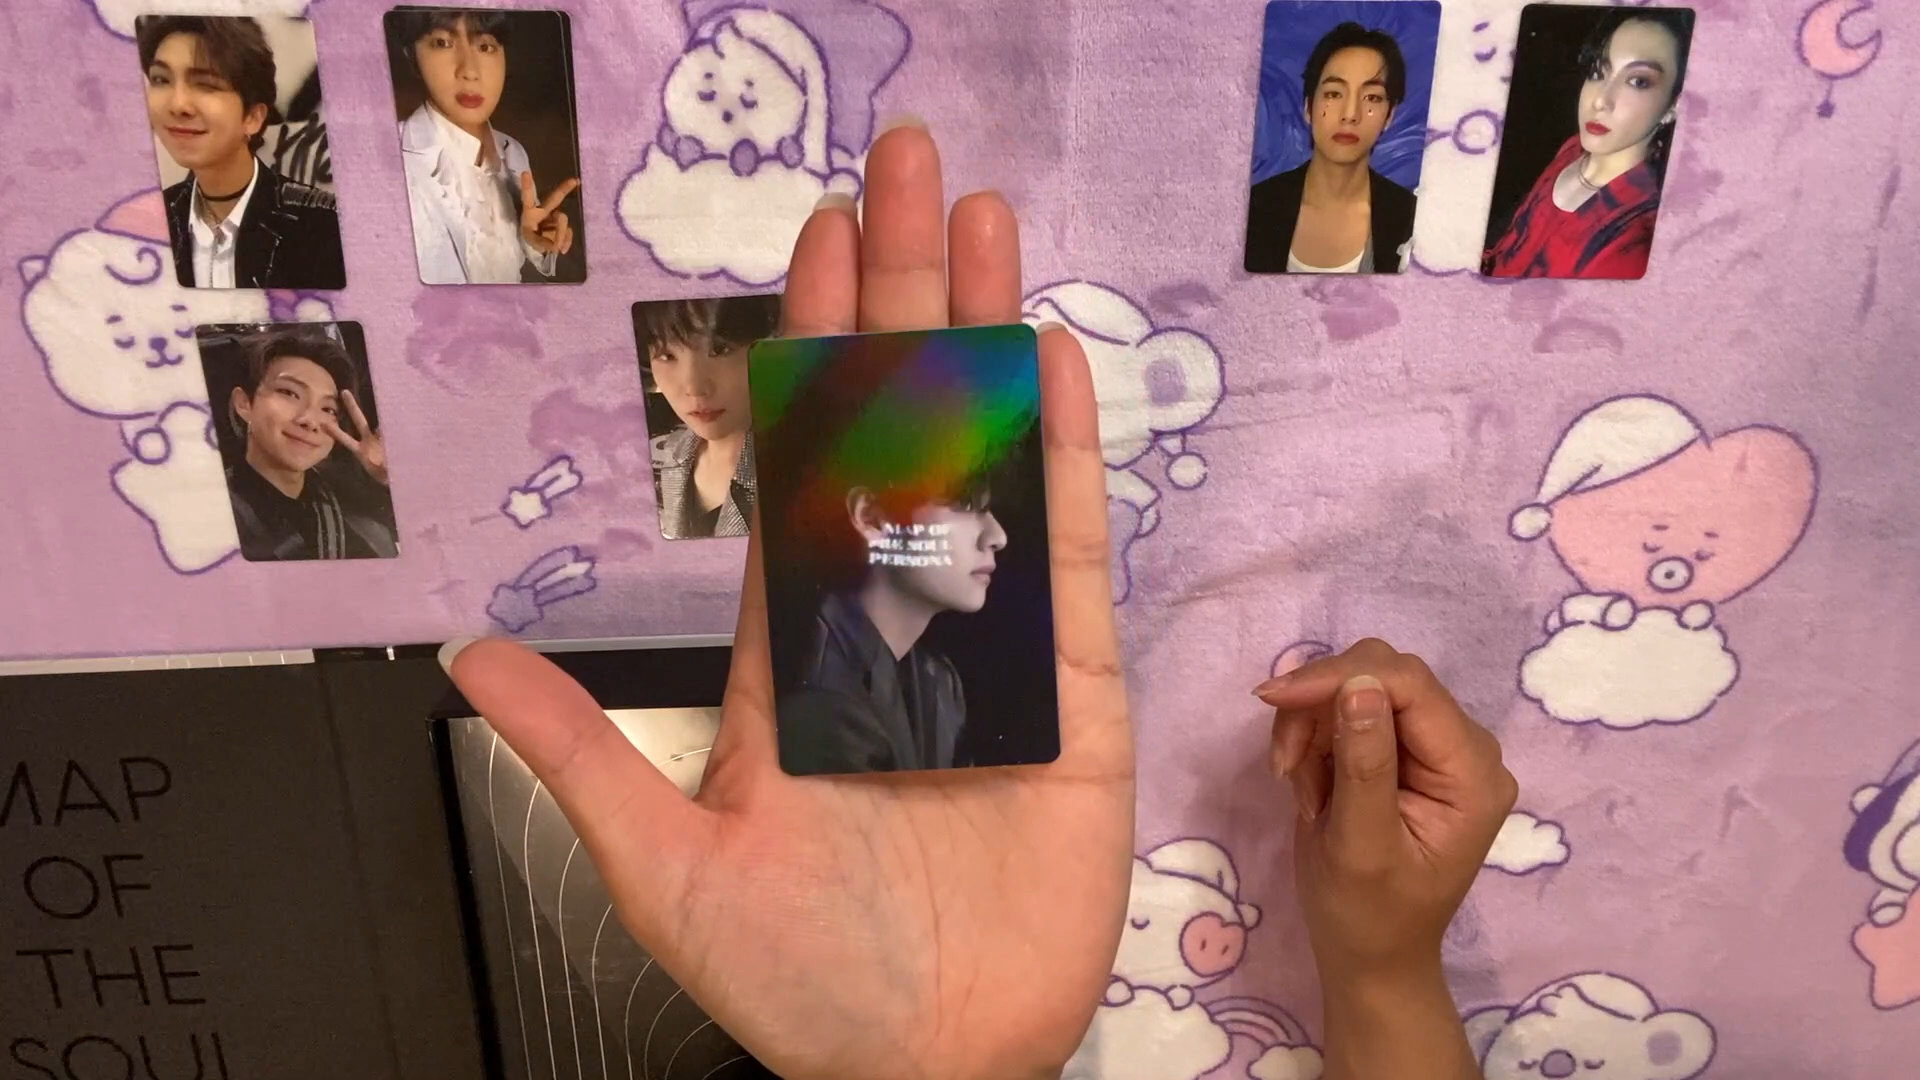 MAP OF
THE SOUL
PERSONA
MAP
OF
THE
SOUL